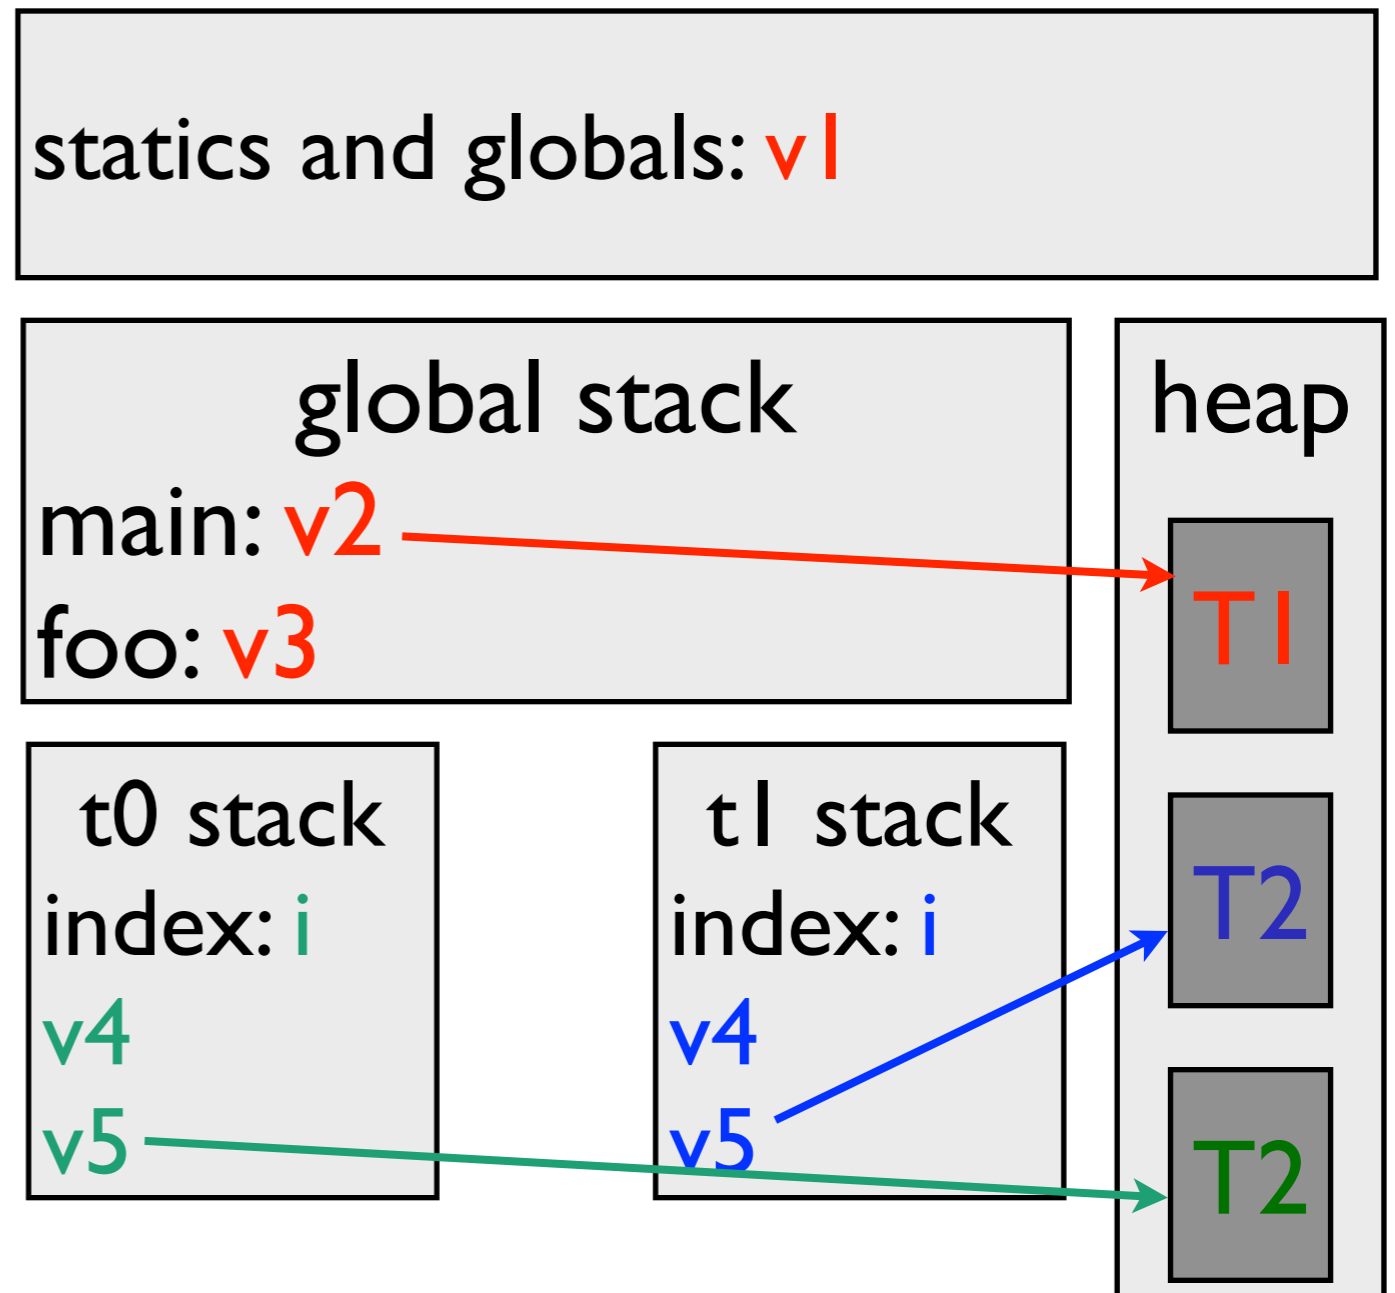 statics and globals: v1
global stack
main: v2
foo: v3
heap
T1
T2
T2
t0 stack
index: i
v4
v5
t1 stack
index: i
v4
v5